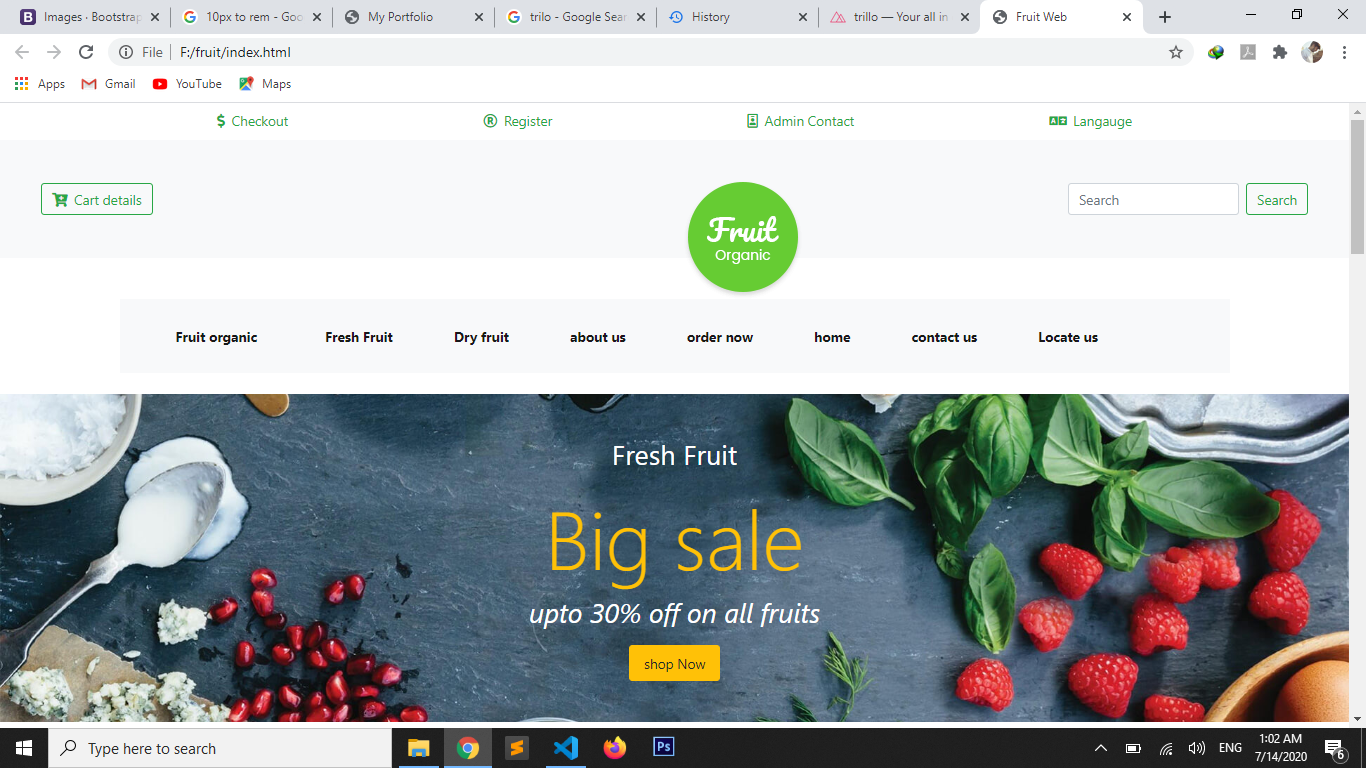 Images · Bootstrap
10px to rem - Goo
My Portfolio
trilo - Google Sear
History
trillo — Your all in
Fruit Web
File
F:/fruit/index.html
Apps
Gmail
YouTube
Maps
Checkout
Register
Admin Contact
Langauge
Cart details
Fruit
Organic
Search
Search
Fruit organic
Fresh Fruit
Dry fruit
about us
order now
home
contact us
Locate us
Fresh Fruit
Big sale
upto 30% off on all fruits
shop Now
Type here to search
Ps
ENG
1:02 AM
7/14/2020
6